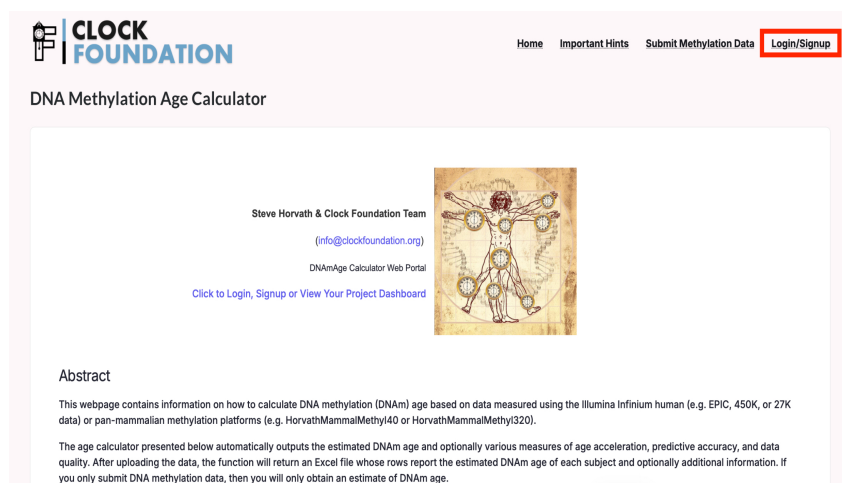 CLOCK
FOUNDATION
Home Important Hints Submit Methylation Data Login/Signup
DNA Methylation Age Calculator
Steve Horvath & Clock Foundation Team
(info@clockfoundation.org)
DNAmAge Calculator Web Portal
Click to Login, Signup or View Your Project Dashboard
Abstract
This webpage contains information on how to calculate DNA methylation (DNAm) age based on data measured using the Illumina Infinium human (e.g. EPIC, 450K, or 27K
data) or pan-mammalian methylation platforms (e.g. HorvathMammalMethyl40 or HorvathMammalMethyl320).
The age calculator presented below automatically outputs the estimated DNAm age and optionally various measures of age acceleration, predictive accuracy, and data
quality. After uploading the data, the function will return an Excel file whose rows report the estimated DNAm age of each subject and optionally additional information. If
you only submit DNA methylation data, then you will only obtain an estimate of DNAm age.